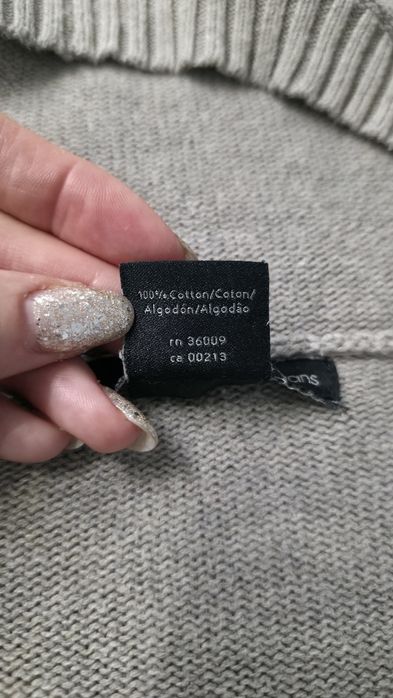 100% Cotton/Coton/
Algodón/Algodão
rn 36009
ca 00213